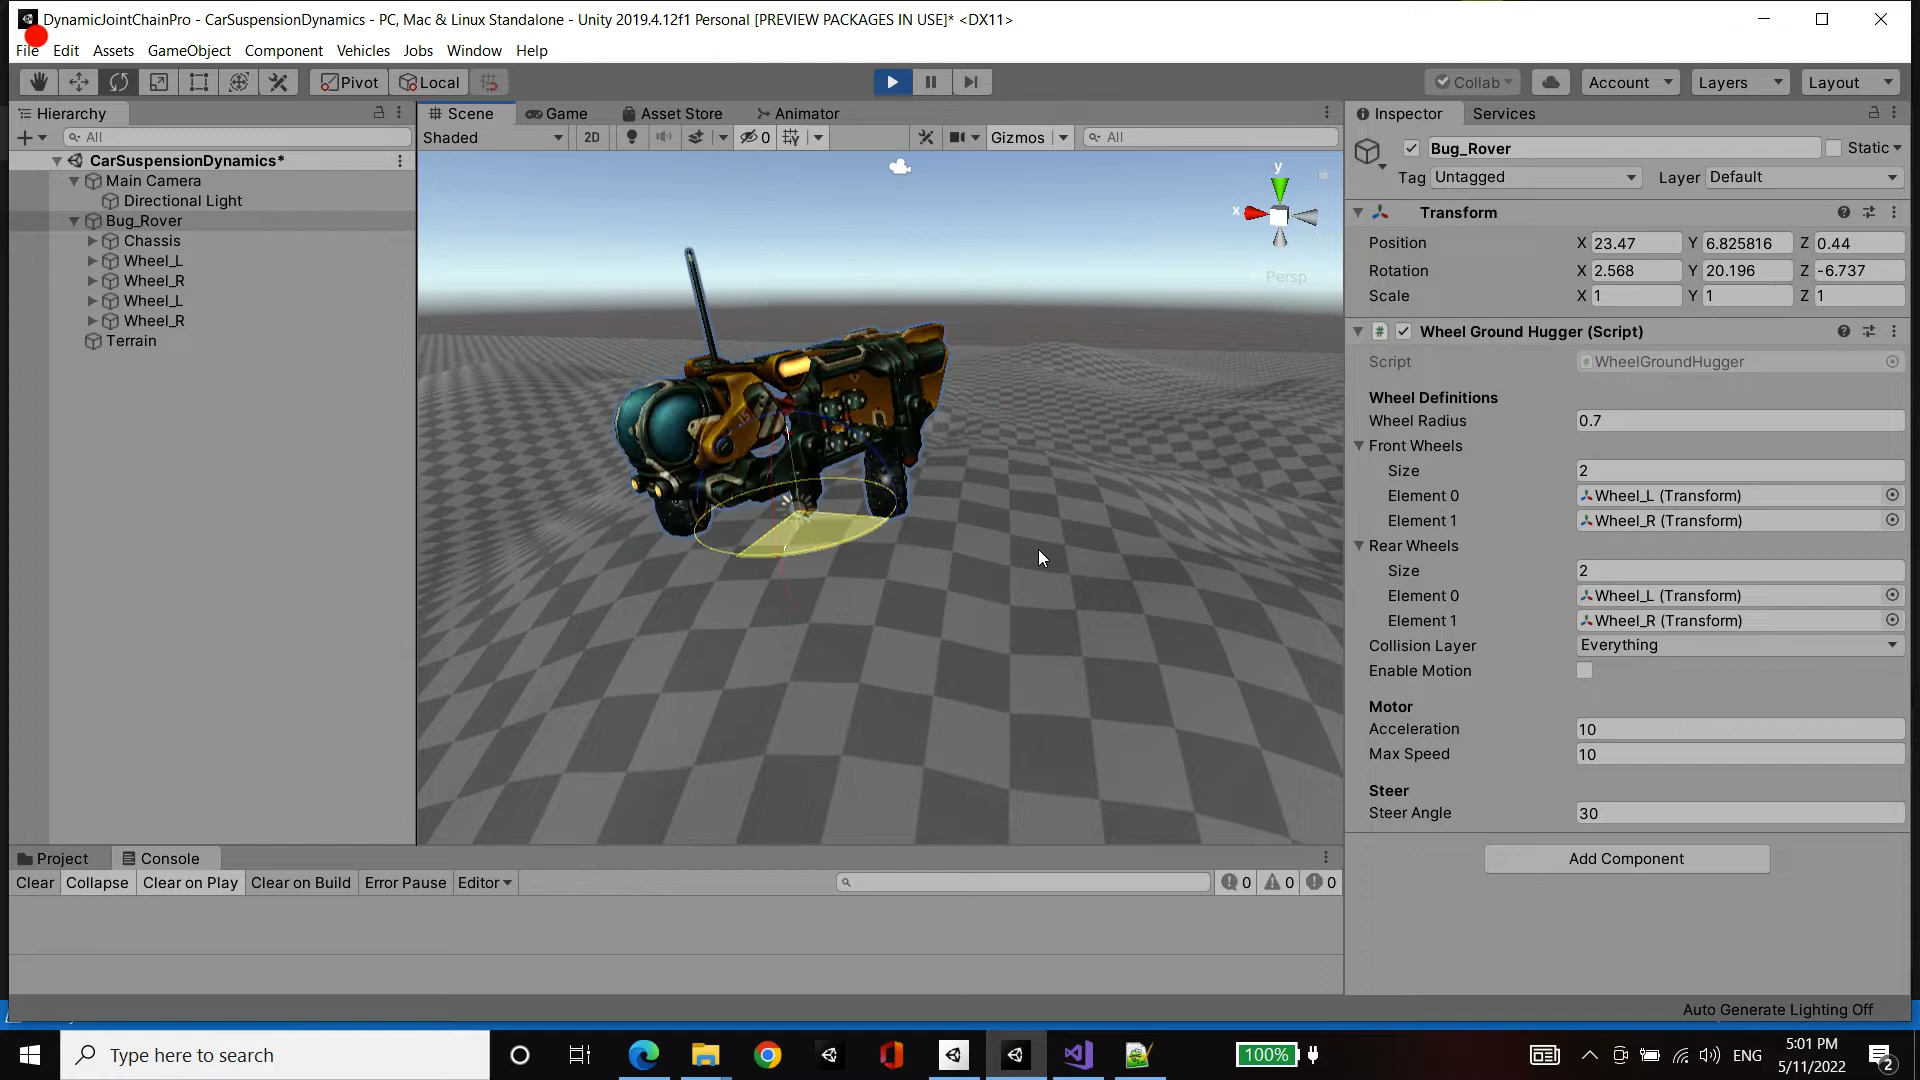 DynamicJointChainPro - CarSuspensionDynamics - PC, Mac & Linux Standalone - Unity 2019.4.12f1 Personal [PREVIEW PACKAGES IN USE]* <DX11>
File Edit Assets GameObject Component Vehicles Jobs Window Help
Pivot Local Collab Account Layers Layout
Hierarchy
All
CarSuspensionDynamics*
Main Camera
Directional Light
Bug_Rover
Chassis
Wheel_L
Wheel_R
Wheel_L
Wheel_R
Terrain
Scene Game Asset Store Animator
Shaded 2D 0 Gizmos All
y
x
Persp
Inspector Services
Bug_Rover Static
Tag Untagged Layer Default
Transform
Position X 23.47 Y 6.825816 Z 0.44
Rotation X 2.568 Y 20.196 Z -6.737
Scale X 1 Y 1 Z 1
# Wheel Ground Hugger (Script)
Script WheelGroundHugger
Wheel Definitions
Wheel Radius 0.7
Front Wheels
Size 2
Element 0 Wheel_L (Transform)
Element 1 Wheel_R (Transform)
Rear Wheels
Size 2
Element 0 Wheel_L (Transform)
Element 1 Wheel_R (Transform)
Collision Layer Everything
Enable Motion
Motor
Acceleration 10
Max Speed 10
Steer
Steer Angle 30
Add Component
Project Console
Clear Collapse Clear on Play Clear on Build Error Pause Editor 0 0 0
Auto Generate Lighting Off
Type here to search 100% ENG 5:01 PM
5/11/2022 2